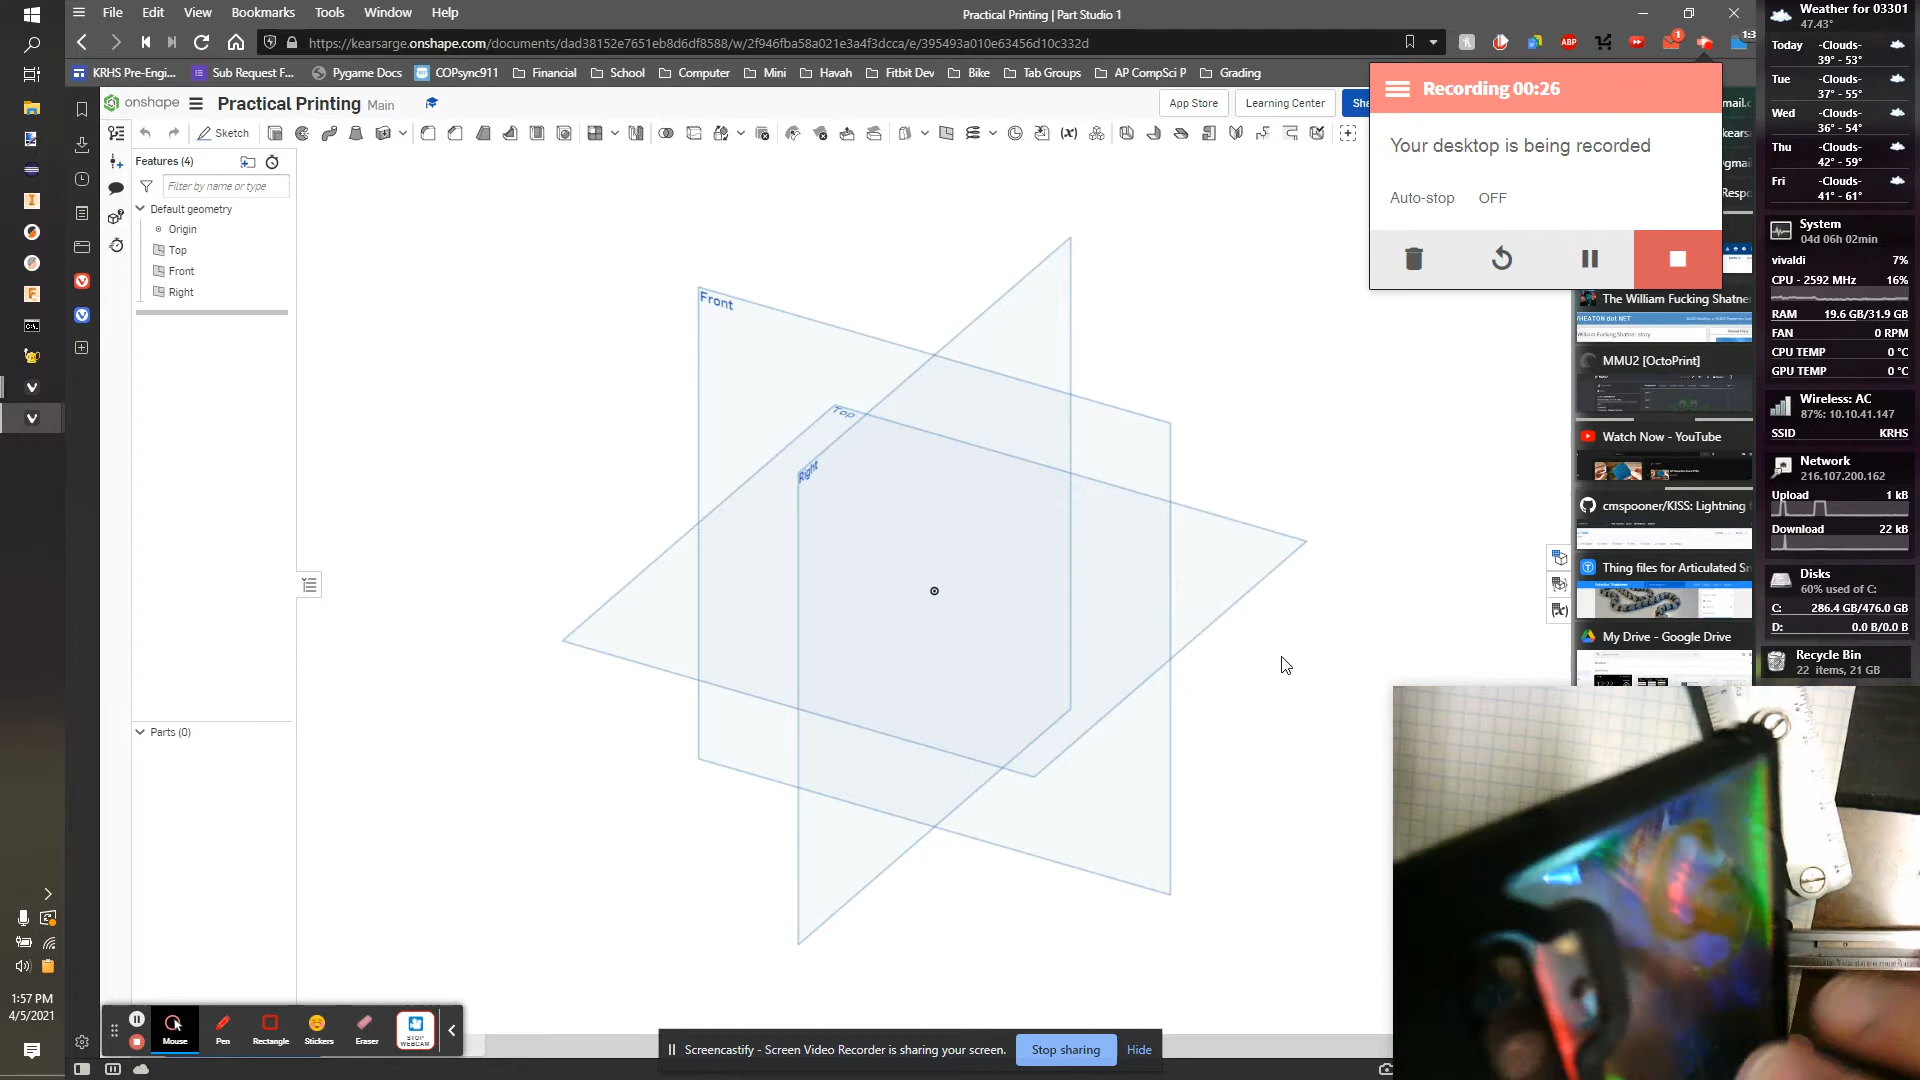 File Edit View Bookmarks Tools Window Help
Practical Printing | Part Studio 1
https://kearsarge.onshape.com/documents/dad38152e7651eb8d6df8588/w/2f946fba58a021e3a4f3dcca/e/395493a010e63456d10c332d
KRHS Pre-Engi... Sub Request F... Pygame Docs COPsync911 Financial School Computer Mini Havah Fitbit Dev Bike Tab Groups AP CompSci P Grading
onshape Practical Printing Main
App Store Learning Center Sha
Sketch
Features (4)
Filter by name or type
Default geometry
Origin
Top
Front
Right
Parts (0)
Front
Top
Right
Recording 00:26
Your desktop is being recorded
Auto-stop OFF
The William Fucking Shatne
MMU2 [OctoPrint]
Watch Now - YouTube
cmspooner/KISS: Lightning
Thing files for Articulated Sn
My Drive - Google Drive
Weather for 03301
47.43°
Today -Clouds-
39° - 53°
Tue -Clouds-
37° - 55°
Wed -Clouds-
36° - 54°
Thu -Clouds-
42° - 59°
Fri -Clouds-
41° - 61°
System
04d 06h 02min
vivaldi 7%
CPU - 2592 MHz 16%
RAM 19.6 GB/31.9 GB
FAN 0 RPM
CPU TEMP 0 °C
GPU TEMP 0 °C
Wireless: AC
87%: 10.10.41.147
SSID KRHS
Network
216.107.200.162
Upload 1 kB
Download 22 kB
Disks
60% used of C:
C: 286.4 GB/476.0 GB
D: 0.0 B/0.0 B
Recycle Bin
22 items, 21 GB
1:57 PM
4/5/2021
Mouse Pen Rectangle Stickers Eraser STOP WEBCAM
Screencastify - Screen Video Recorder is sharing your screen. Stop sharing Hide